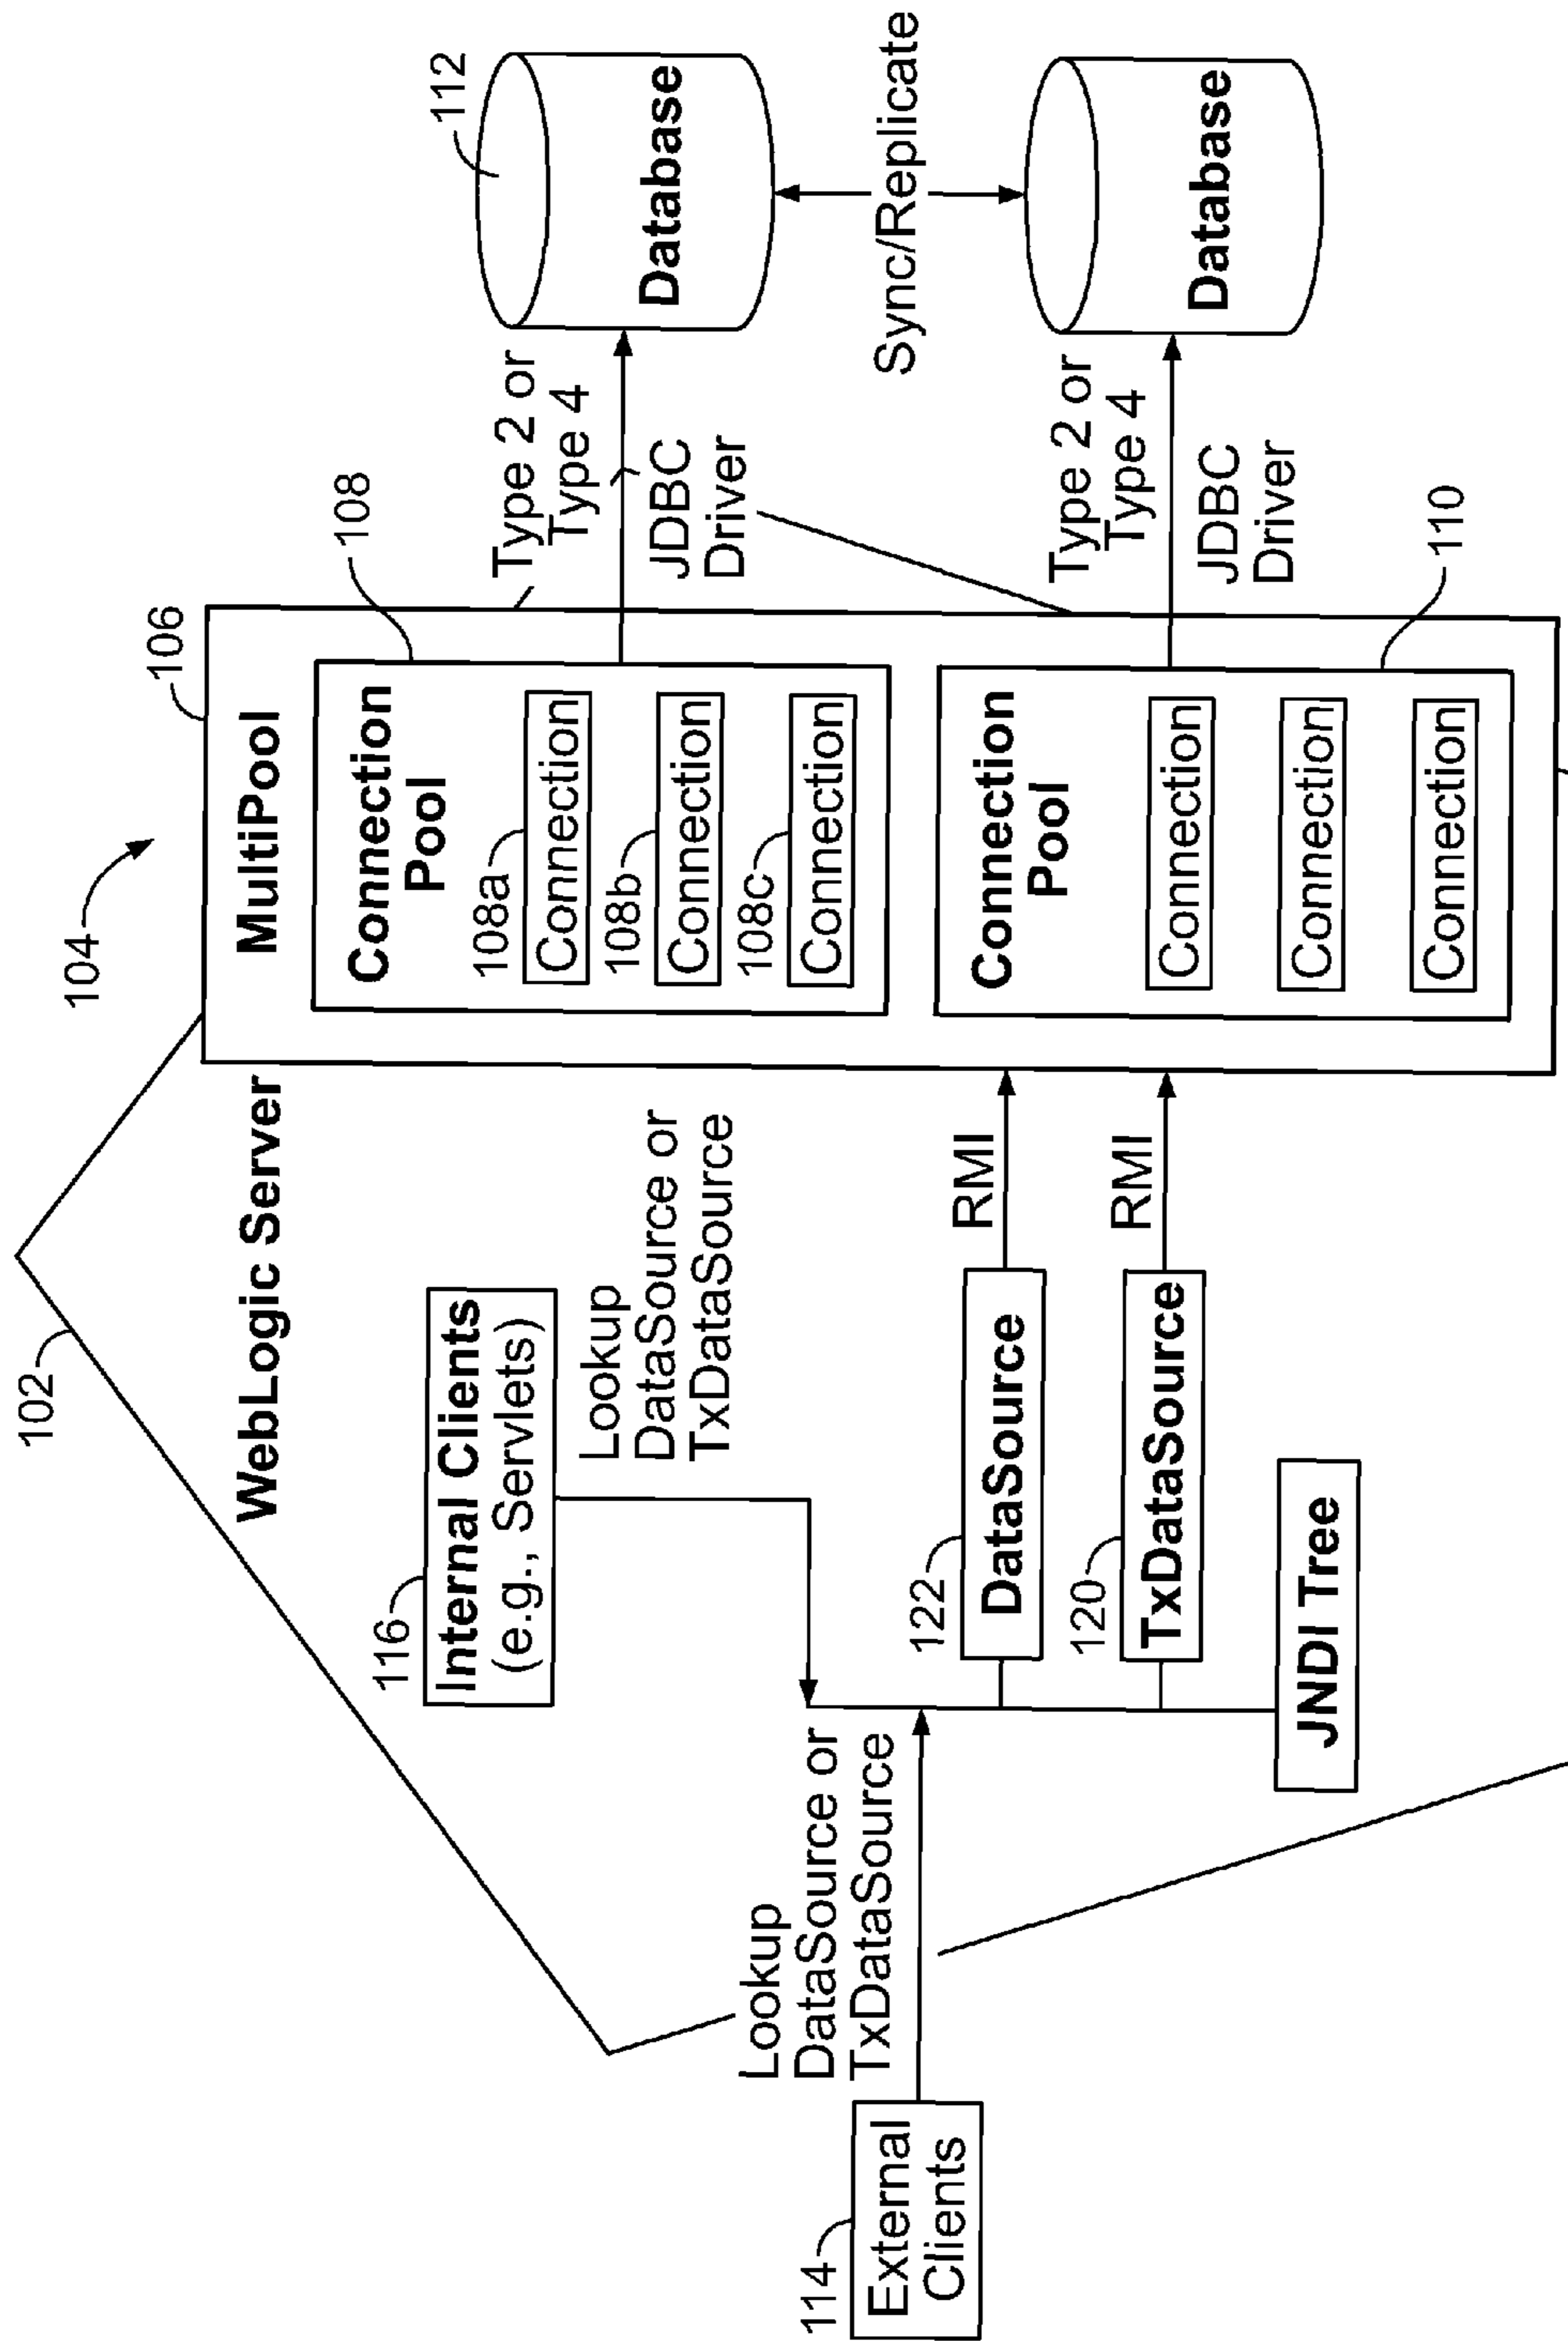 102
104
106
WebLogic Server
MultiPool
108
112
116
Internal Clients
(e.g., Servlets)
Connection
Pool
108a
Connection
108b
Connection
108c
Connection
Type 2 or
Type 4
JDBC
Driver
Database
Lookup
DataSource or
TxDataSource
Sync/Replicate
Lookup
DataSource or
TxDataSource
114
External
Clients
122
DataSource
RMI
120
TxDataSource
RMI
JNDI Tree
Connection
Pool
Connection
Connection
Connection
Type 2 or
Type 4
JDBC
Driver
110
Database